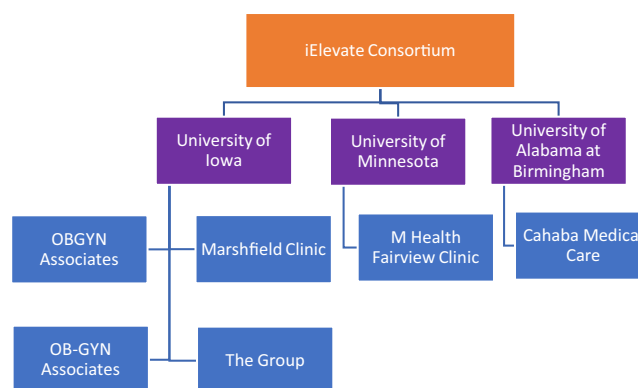 iElevate Consortium
University of
Iowa
University of
Minnesota
University of
Alabama at
Birmingham
OBGYN
Associates
Marshfield Clinic
M Health
Fairview Clinic
Cahaba Medical
Care
OB-GYN
Associates
The Group